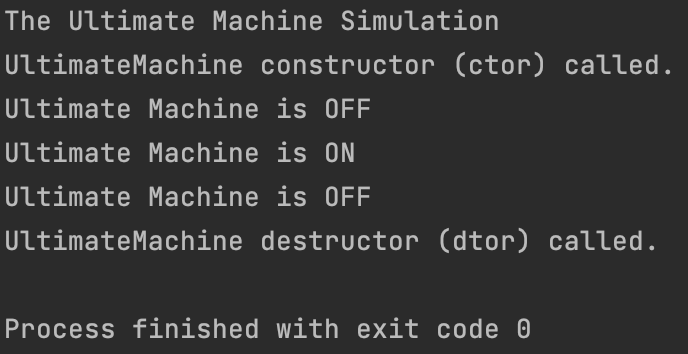 The Ultimate Machine Simulation
UltimateMachine constructor (ctor) called.
Ultimate Machine is OFF
Ultimate Machine is ON
Ultimate Machine is OFF
UltimateMachine destructor (dtor) called.
Process finished with exit code 0